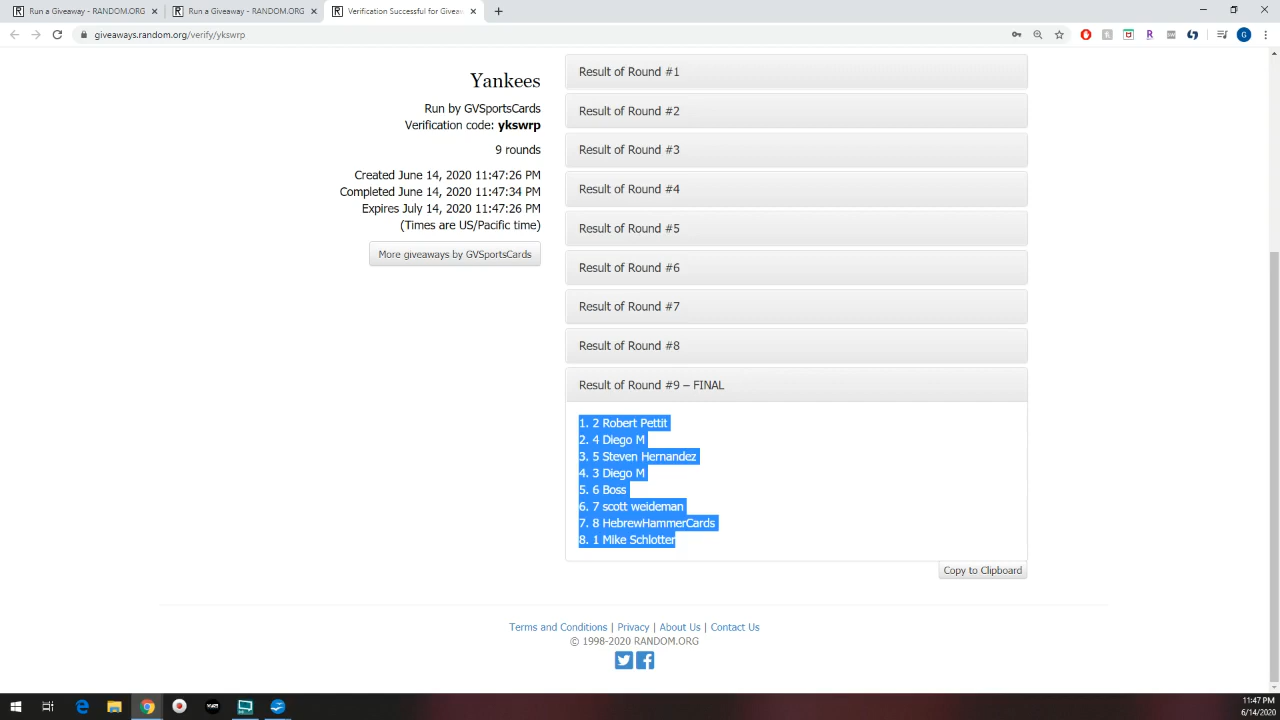 Run a Giveaway - RANDOM.ORG
Run a Giveaway - RANDOM.ORG
Verification Successful for Giveaw
giveaways.random.org/verify/ykswrp
Yankees
Run by GVSportsCards
Verification code: ykswrp
9 rounds
Created June 14, 2020 11:47:26 PM
Completed June 14, 2020 11:47:34 PM
Expires July 14, 2020 11:47:26 PM
(Times are US/Pacific time)
More giveaways by GVSportsCards
Result of Round #1
Result of Round #2
Result of Round #3
Result of Round #4
Result of Round #5
Result of Round #6
Result of Round #7
Result of Round #8
Result of Round #9 – FINAL
1. 2 Robert Pettit
2. 4 Diego M
3. 5 Steven Hernandez
4. 3 Diego M
5. 6 Boss
6. 7 scott weideman
7. 8 HebrewHammerCards
8. 1 Mike Schlotter
Copy to Clipboard
Terms and Conditions | Privacy | About Us | Contact Us
© 1998-2020 RANDOM.ORG
11:47 PM
6/14/2020